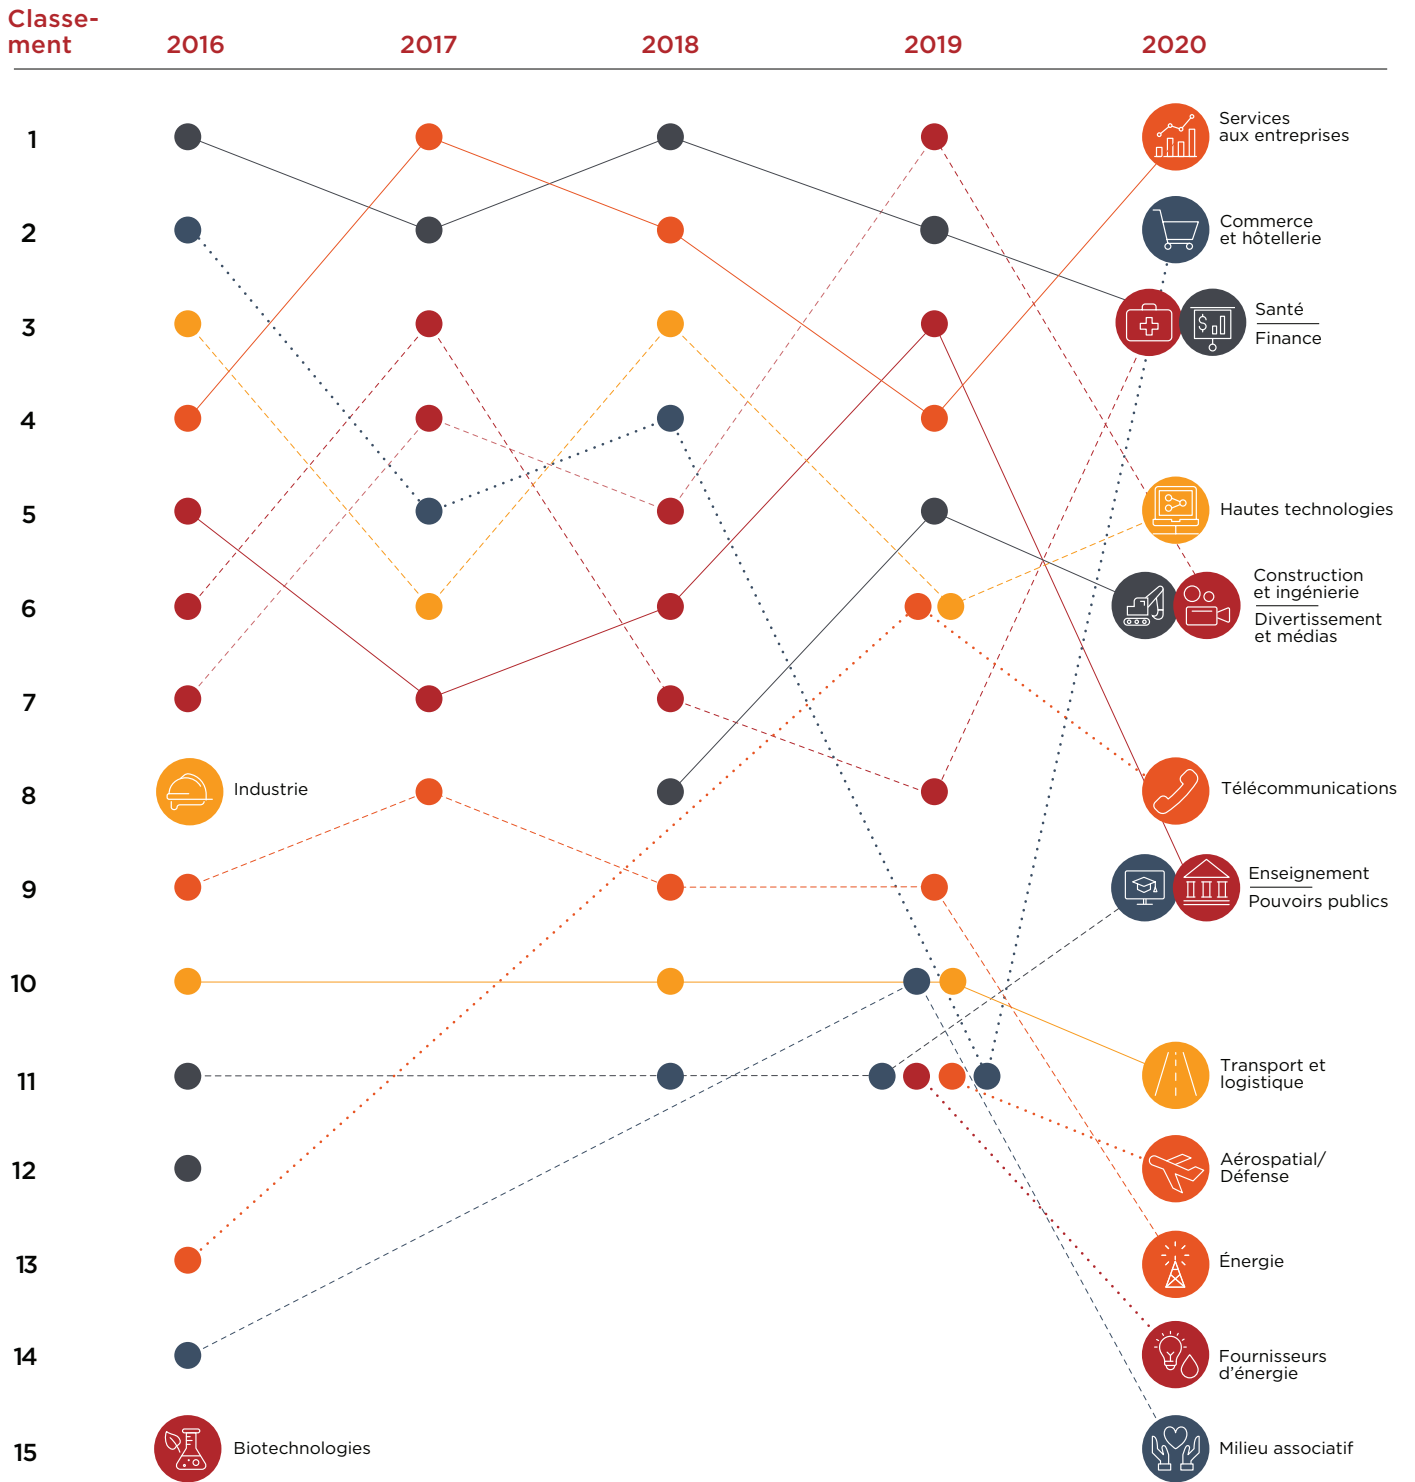 Classe-
ment
2016
2017
2018
2019
2020
1
Services
aux entreprises
2
Commerce
et hôtellerie
3
$
Santé
Finance
4
5
Hautes technologies
6
Construction
et ingénierie
Divertissement
et médias
7
8
Industrie
Télécommunications
9
Enseignement
Pouvoirs publics
10
11
Transport et
logistique
12
Aérospatial/
Défense
13
Énergie
14
Fournisseurs
d'énergie
15
Biotechnologies
Milieu associatif